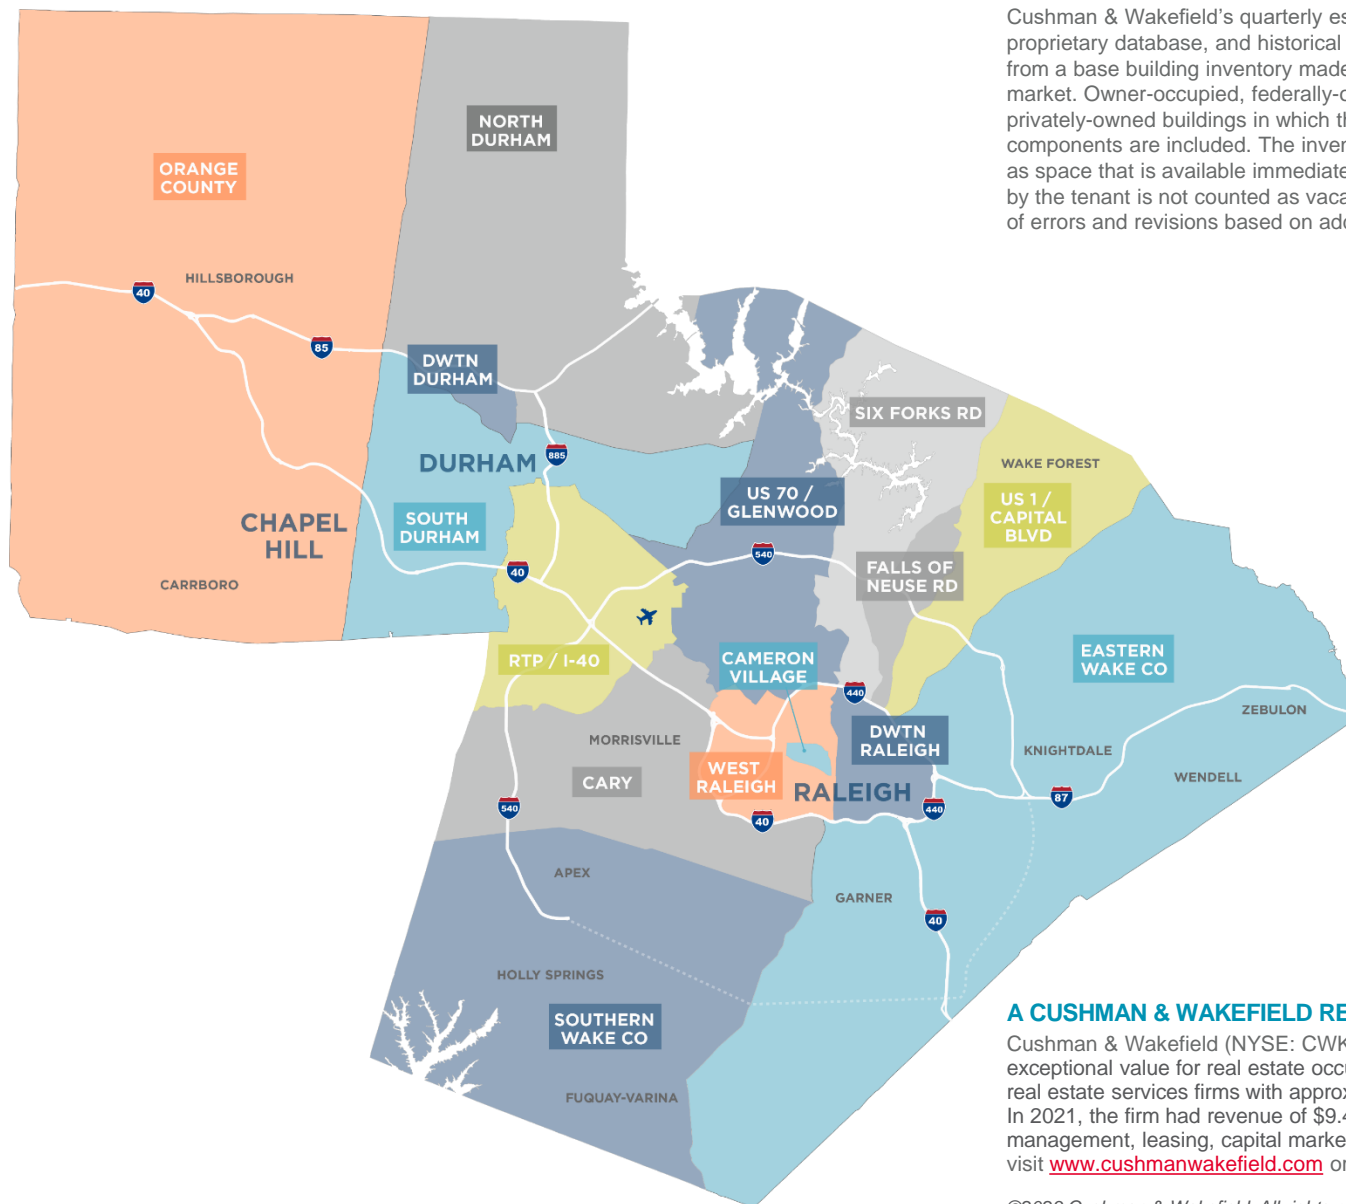 Cushman & Wakefield's quarterly es
proprietary database, and historical
from a base building inventory made
market. Owner-occupied, federally-o
privately-owned buildings in which th
components are included. The inven
as space that is available immediate
by the tenant is not counted as vaca
of errors and revisions based on add
NORTH
DURHAM
ORANGE
COUNTY
HILLSBOROUGH
40
85
DWTN
DURHAM
SIX FORKS RD
DURHAM
885
WAKE FOREST
US 70 /
GLENWOOD
US 1 /
CAPITAL
BLVD
CHAPEL
HILL
SOUTH
DURHAM
540
40
FALLS OF
NEUSE RD
CARRBORO
RTP / I-40
CAMERON
VILLAGE
EASTERN
WAKE CO
440
ZEBULON
MORRISVILLE
DWTN
RALEIGH
KNIGHTDALE
WENDELL
CARY
WEST
RALEIGH
RALEIGH
87
540
40
440
APEX
GARNER
40
HOLLY SPRINGS
SOUTHERN
WAKE CO
FUQUAY-VARINA
A CUSHMAN & WAKEFIELD RE
Cushman & Wakefield (NYSE: CWK
exceptional value for real estate occu
real estate services firms with approx
In 2021, the firm had revenue of $9.4
management, leasing, capital marke
visit www.cushmanwakefield.com or